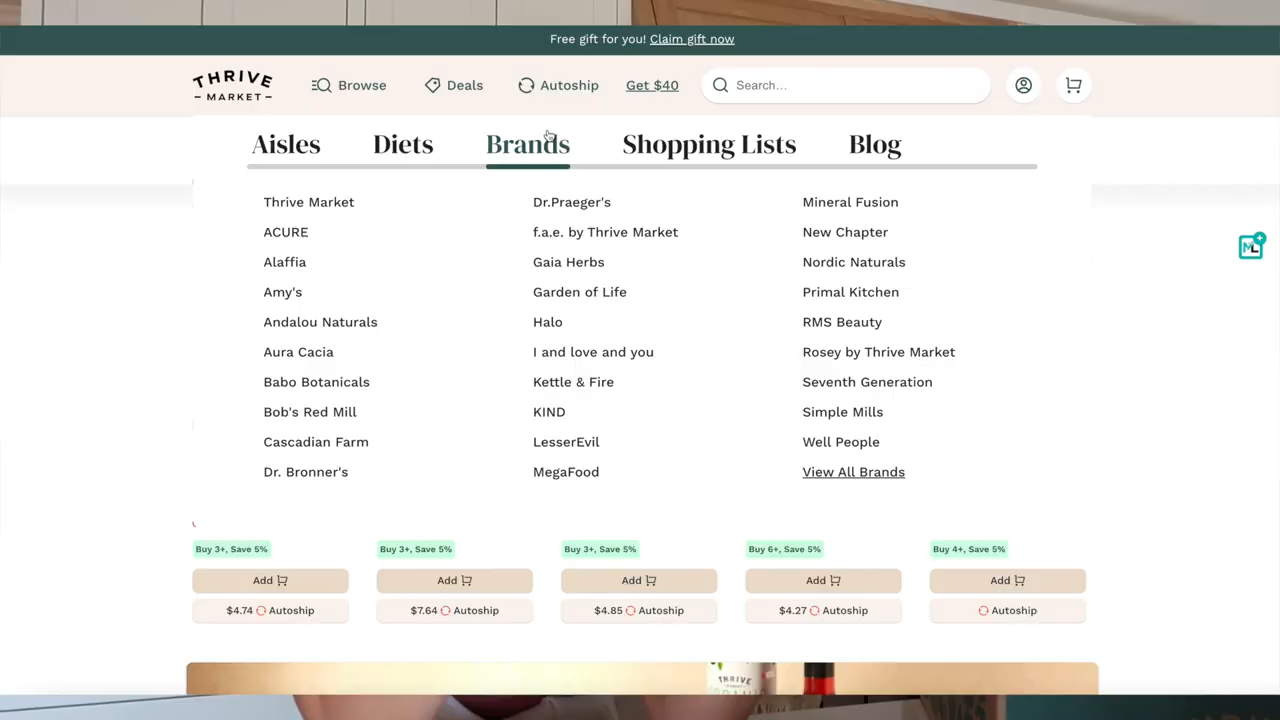 Free gift for you! Claim gift now
THRIVE
MARKET
Browse
Deals
Autoship
Get $40
Search...
Aisles
Diets
Brands
Shopping Lists
Blog
Thrive Market
ACURE
Alaffia
Amy's
Andalou Naturals
Aura Cacia
Babo Botanicals
Bob's Red Mill
Cascadian Farm
Dr. Bronner's
Dr.Praeger's
f.a.e. by Thrive Market
Gaia Herbs
Garden of Life
Halo
I and love and you
Kettle & Fire
KIND
LesserEvil
MegaFood
Mineral Fusion
New Chapter
Nordic Naturals
Primal Kitchen
RMS Beauty
Rosey by Thrive Market
Seventh Generation
Simple Mills
Well People
View All Brands
ML
Buy 3+, Save 5%
Buy 3+, Save 5%
Buy 3+, Save 5%
Buy 6+, Save 5%
Buy 4+, Save 5%
Add
Add
Add
Add
Add
$4.74 Autoship
$7.64 Autoship
$4.85 Autoship
$4.27 Autoship
Autoship
THRIVE
MARKET